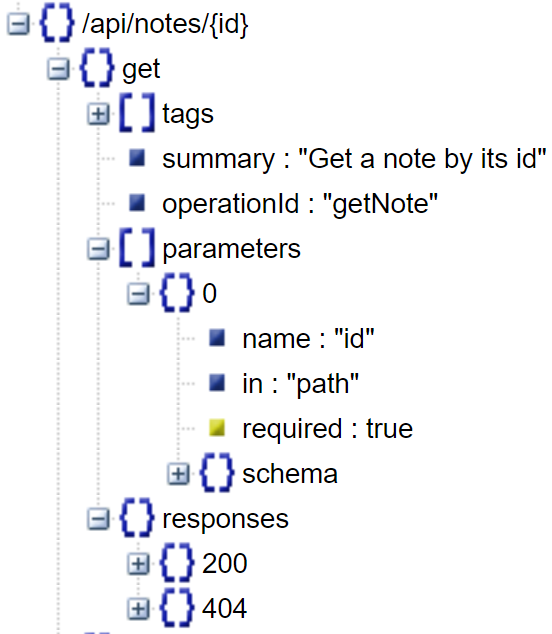 /api/notes/{id}
get
tags
summary : "Get a note by its id"
operationId : "getNote"
parameters
0
name : "id"
in : "path"
required : true
schema
responses
200
404